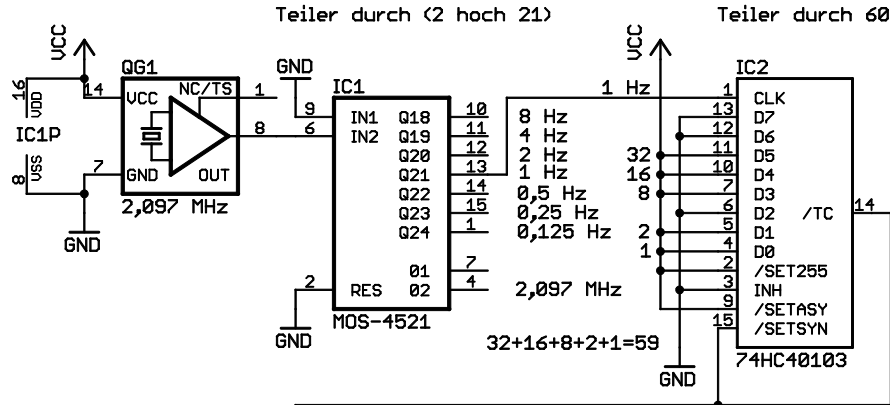 Teiler durch (2 hoch 21)
Teiler durch 60
VCC
VCC
16
VDD
IC1P
VSS
8
QG1
NC/TS
1
14
VCC
8
7
GND
OUT
2,097 MHz
GND
GND
IC1
9
IN1
Q18
10
8 Hz
6
IN2
Q19
11
4 Hz
Q20
12
2 Hz
Q21
13
1 Hz
Q22
14
0,5 Hz
Q23
15
0,25 Hz
Q24
1
0,125 Hz
01
7
2
RES
02
4
2,097 MHz
GND
MOS-4521
1 Hz
IC2
1
CLK
13
D7
12
D6
32
11
D5
16
10
D4
8
7
D3
6
D2
/TC
14
2
5
D1
1
4
D0
2
/SET255
3
INH
9
/SETASY
15
/SETSYN
32+16+8+2+1=59
74HC40103
GND